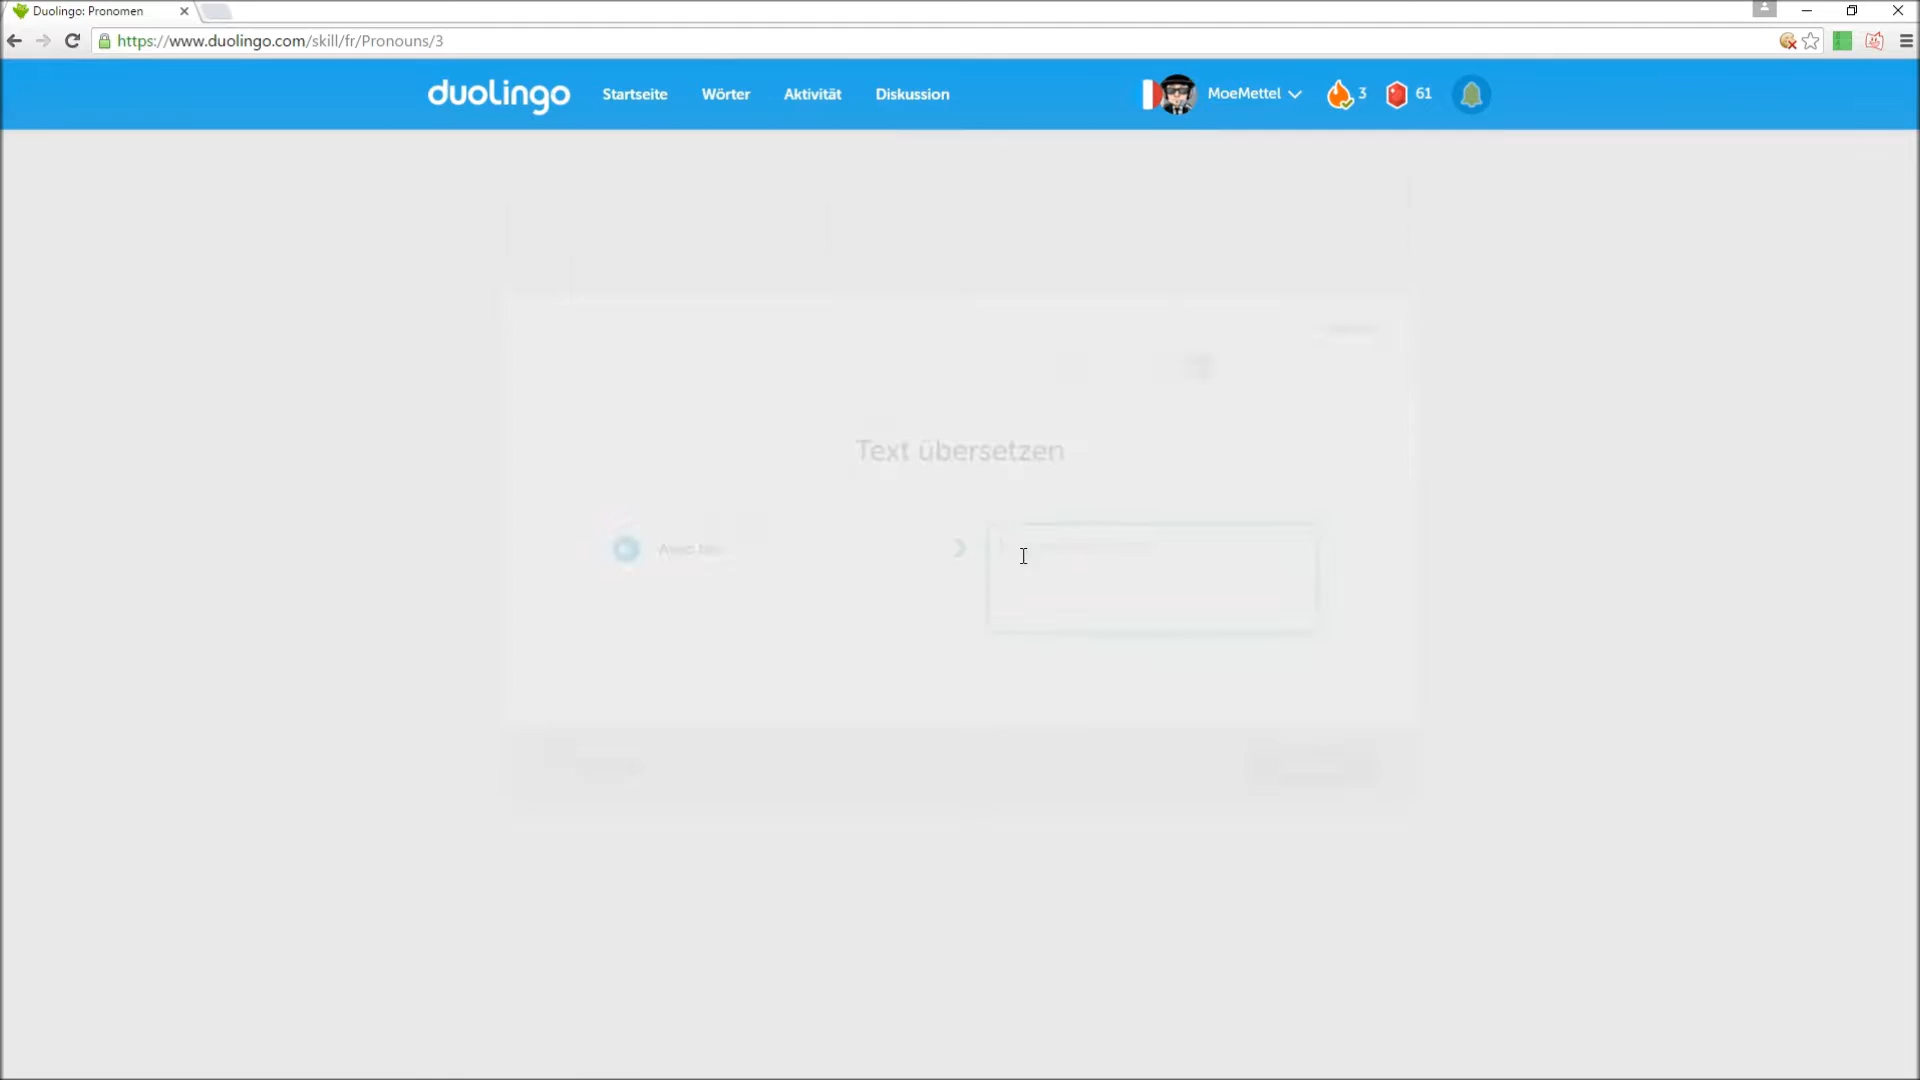 Duolingo: Pronomen
https://www.duolingo.com/skill/fr/Pronouns/3
duolingo
Startseite
Wörter
Aktivität
Diskussion
MoeMettel
3
61
Text übersetzen